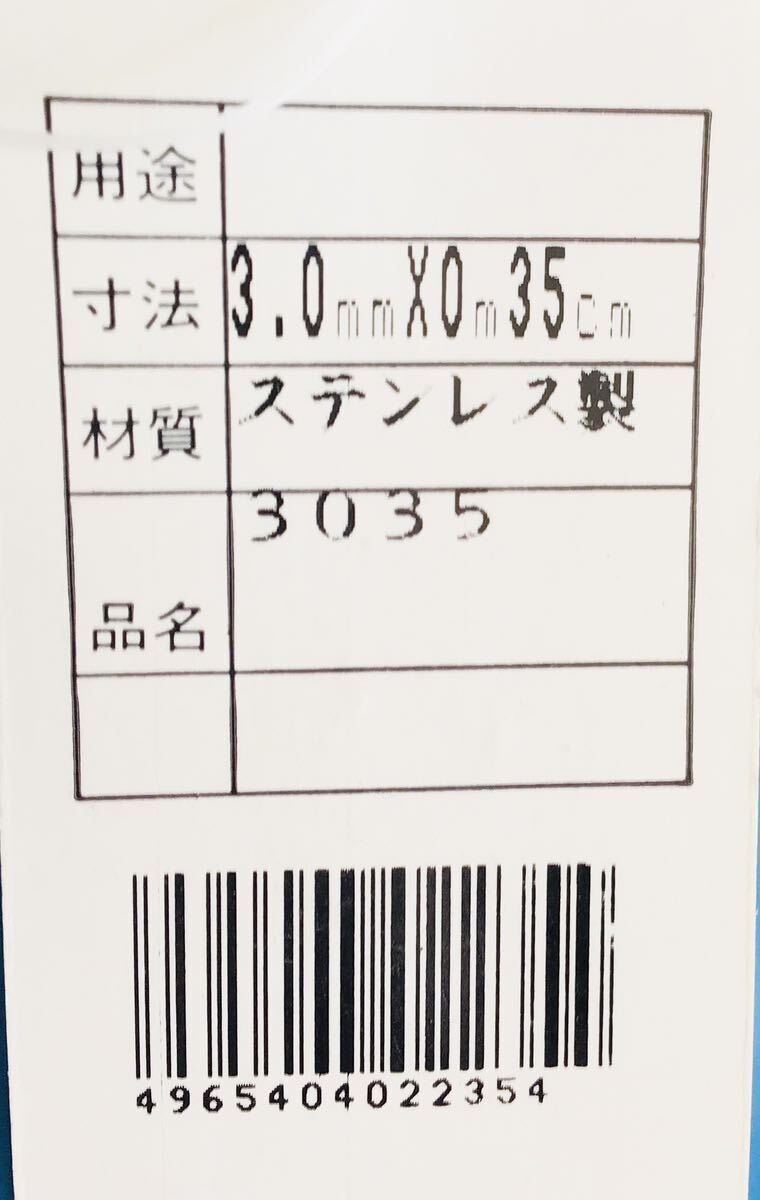 用途
寸法 3.0mmX0m35cm
材質 ステンレス製
3035
品名
4965404022354